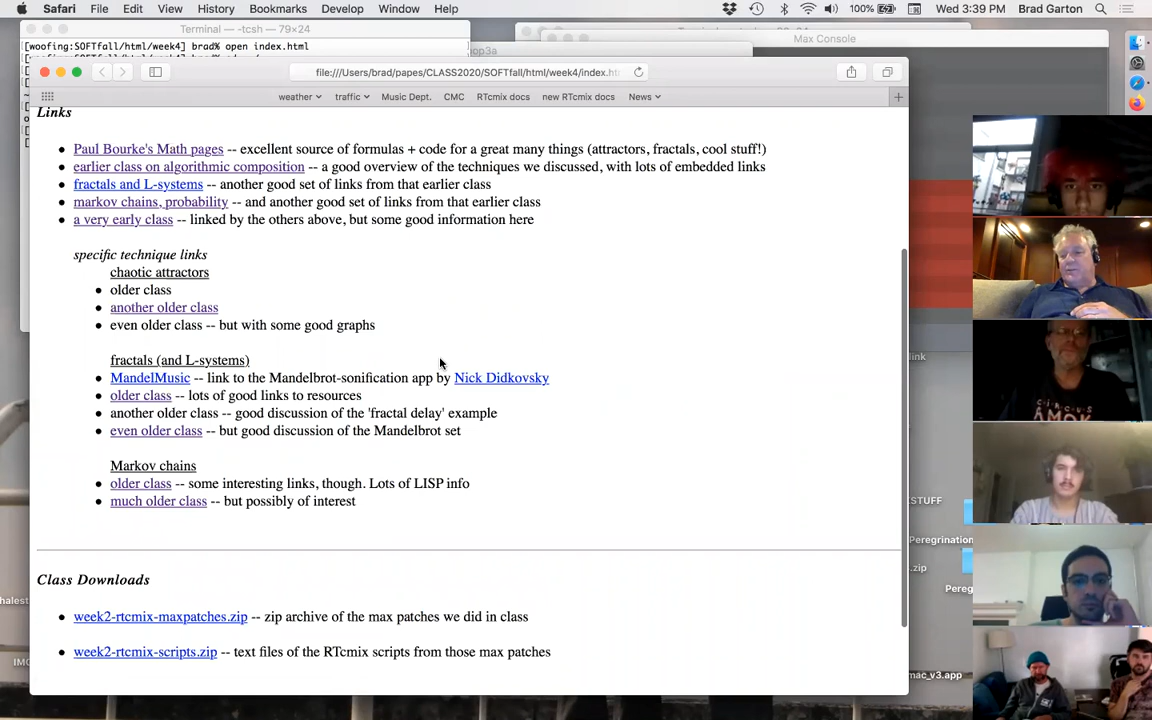 Safari File Edit View History Bookmarks Develop Window Help 100% Wed 3:39 PM Brad Garton
Terminal — -tcsh — 79×24
[woofing:SOFTfall/html/week4] brad% open index.html
Max Console
file:///Users/brad/papes/CLASS2020/SOFTfall/html/week4/index.ht
weather traffic Music Dept. CMC RTcmix docs new RTcmix docs News
Links
• Paul Bourke's Math pages -- excellent source of formulas + code for a great many things (attractors, fractals, cool stuff!)
• earlier class on algorithmic composition -- a good overview of the techniques we discussed, with lots of embedded links
• fractals and L-systems -- another good set of links from that earlier class
• markov chains, probability -- and another good set of links from that earlier class
• a very early class -- linked by the others above, but some good information here
specific technique links
chaotic attractors
• older class
• another older class
• even older class -- but with some good graphs
fractals (and L-systems)
• MandelMusic -- link to the Mandelbrot-sonification app by Nick Didkovsky
• older class -- lots of good links to resources
• another older class -- good discussion of the 'fractal delay' example
• even older class -- but good discussion of the Mandelbrot set
Markov chains
• older class -- some interesting links, though. Lots of LISP info
• much older class -- but possibly of interest
Class Downloads
• week2-rtcmix-maxpatches.zip -- zip archive of the max patches we did in class
• week2-rtcmix-scripts.zip -- text files of the RTcmix scripts from those max patches
link
STUFF
Peregrination
.zip
Pereg
mac_v3.app